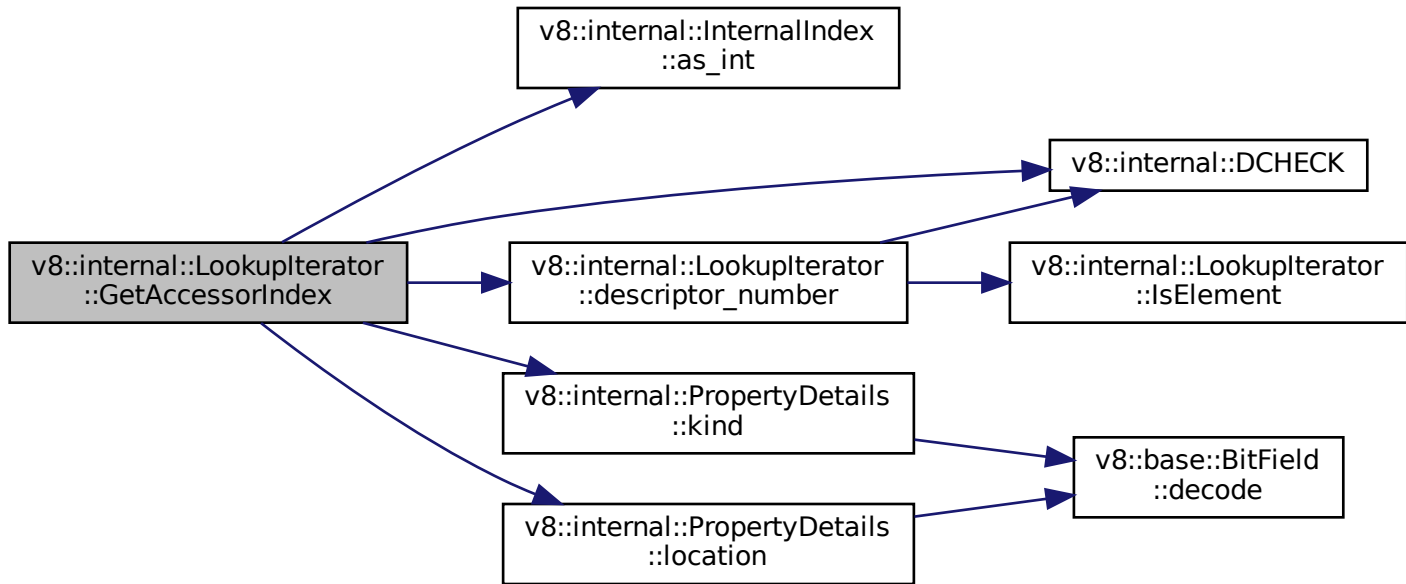 v8::internal::InternalIndex
::as_int
v8::internal::DCHECK
v8::internal::LookupIterator
::GetAccessorIndex
v8::internal::LookupIterator
::descriptor_number
v8::internal::LookupIterator
::IsElement
v8::internal::PropertyDetails
::kind
v8::base::BitField
::decode
v8::internal::PropertyDetails
::location